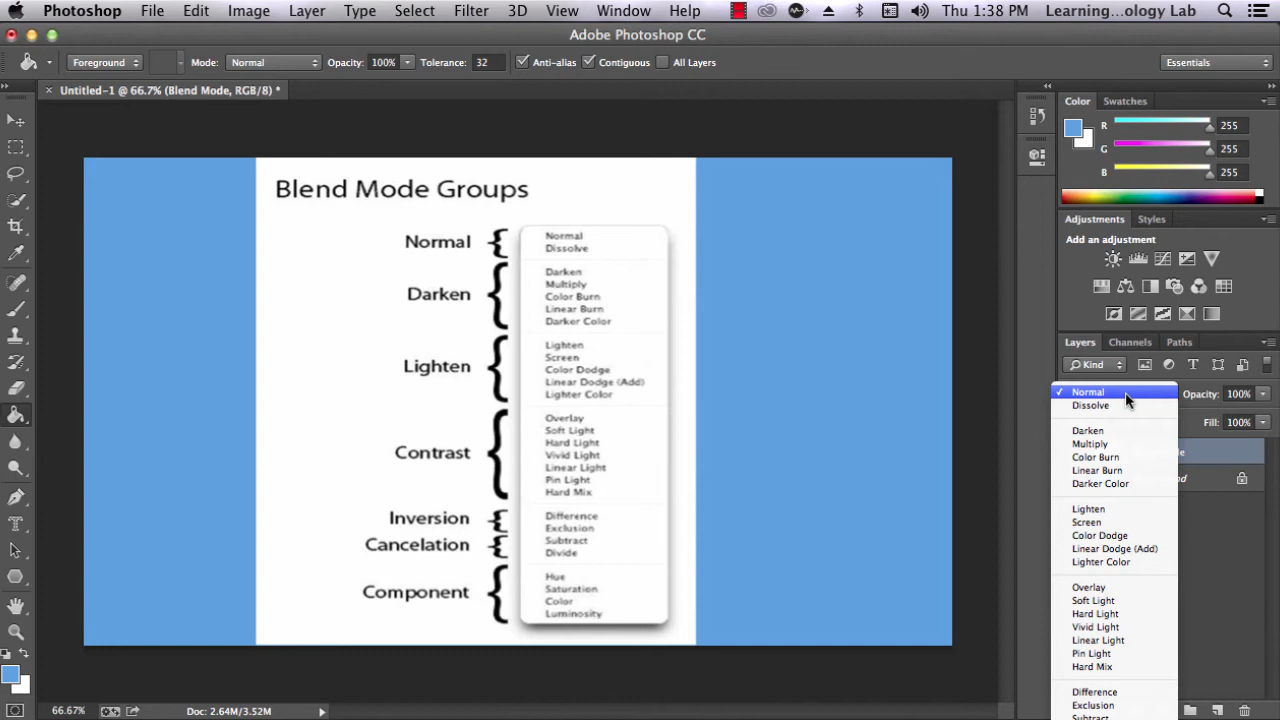 Photoshop File Edit Image Layer Type Select Filter 3D View Window Help Thu 1:38 PM Learning...ology Lab
Adobe Photoshop CC
Foreground Mode: Normal Opacity: 100% Tolerance: 32 Anti-alias Contiguous All Layers Essentials
Untitled-1 @ 66.7% (Blend Mode, RGB/8) *
Color Swatches
R 255
G 255
B 255
Adjustments Styles
Add an adjustment
Layers Channels Paths
Kind
Opacity: 100%
Fill: 100%
Normal
Dissolve
Darken
Multiply
Color Burn
Linear Burn
Darker Color
Lighten
Screen
Color Dodge
Linear Dodge (Add)
Lighter Color
Overlay
Soft Light
Hard Light
Vivid Light
Linear Light
Pin Light
Hard Mix
Difference
Exclusion
Subtract
Blend Mode Groups
Normal
Normal
Dissolve
Darken
Darken
Multiply
Color Burn
Linear Burn
Darker Color
Lighten
Lighten
Screen
Color Dodge
Linear Dodge (Add)
Lighter Color
Contrast
Overlay
Soft Light
Hard Light
Vivid Light
Linear Light
Pin Light
Hard Mix
Inversion
Difference
Exclusion
Cancelation
Subtract
Divide
Component
Hue
Saturation
Color
Luminosity
66.67% Doc: 2.64M/3.52M